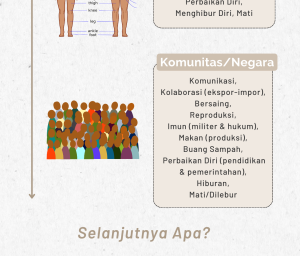 thigh
knee
leg
ankle
foot
Perbaikan Diri,
Menghibur Diri, Mati
Komunitas/Negara
Komunikasi,
Kolaborasi (ekspor-impor),
Bersaing,
Reproduksi,
Imun (militer & hukum),
Makan (produksi),
Buang Sampah,
Perbaikan Diri (pendidikan
& pemerintahan),
Hiburan,
Mati/Dilebur
Selanjutnya Apa?